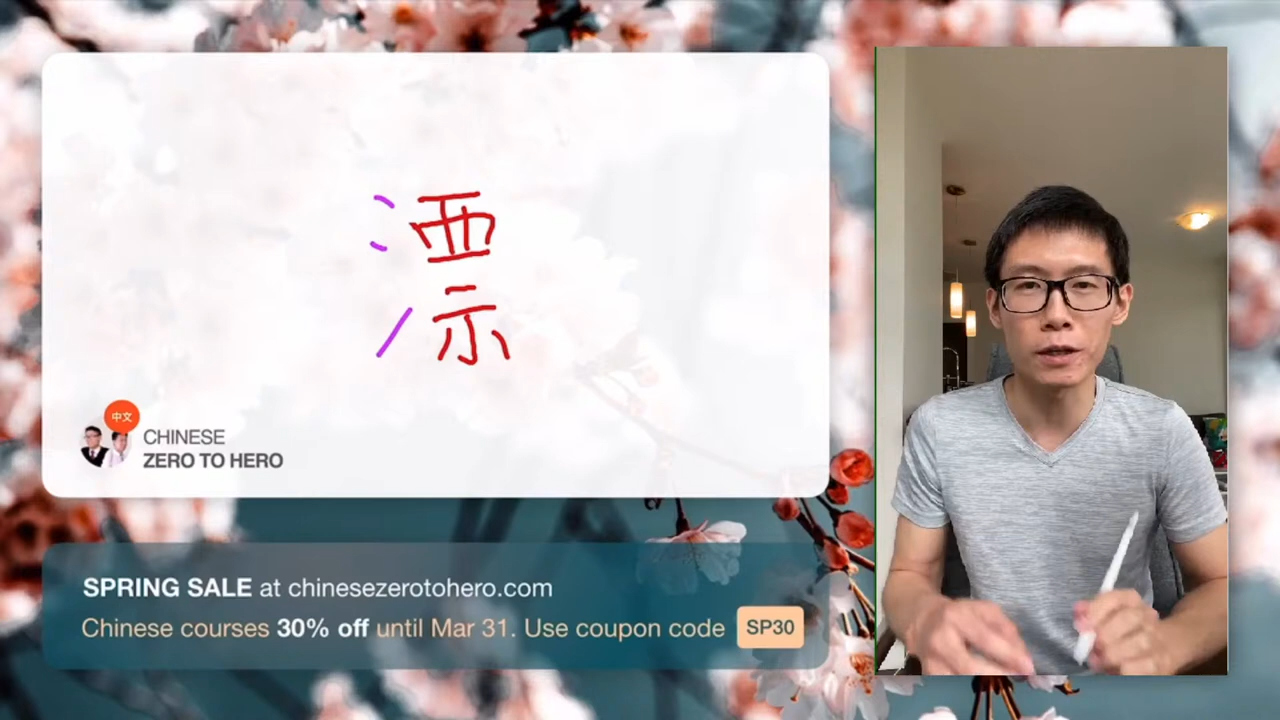 漂
中文
CHINESE
ZERO TO HERO
SPRING SALE at chinesezerotohero.com
Chinese courses 30% off until Mar 31. Use coupon code SP30